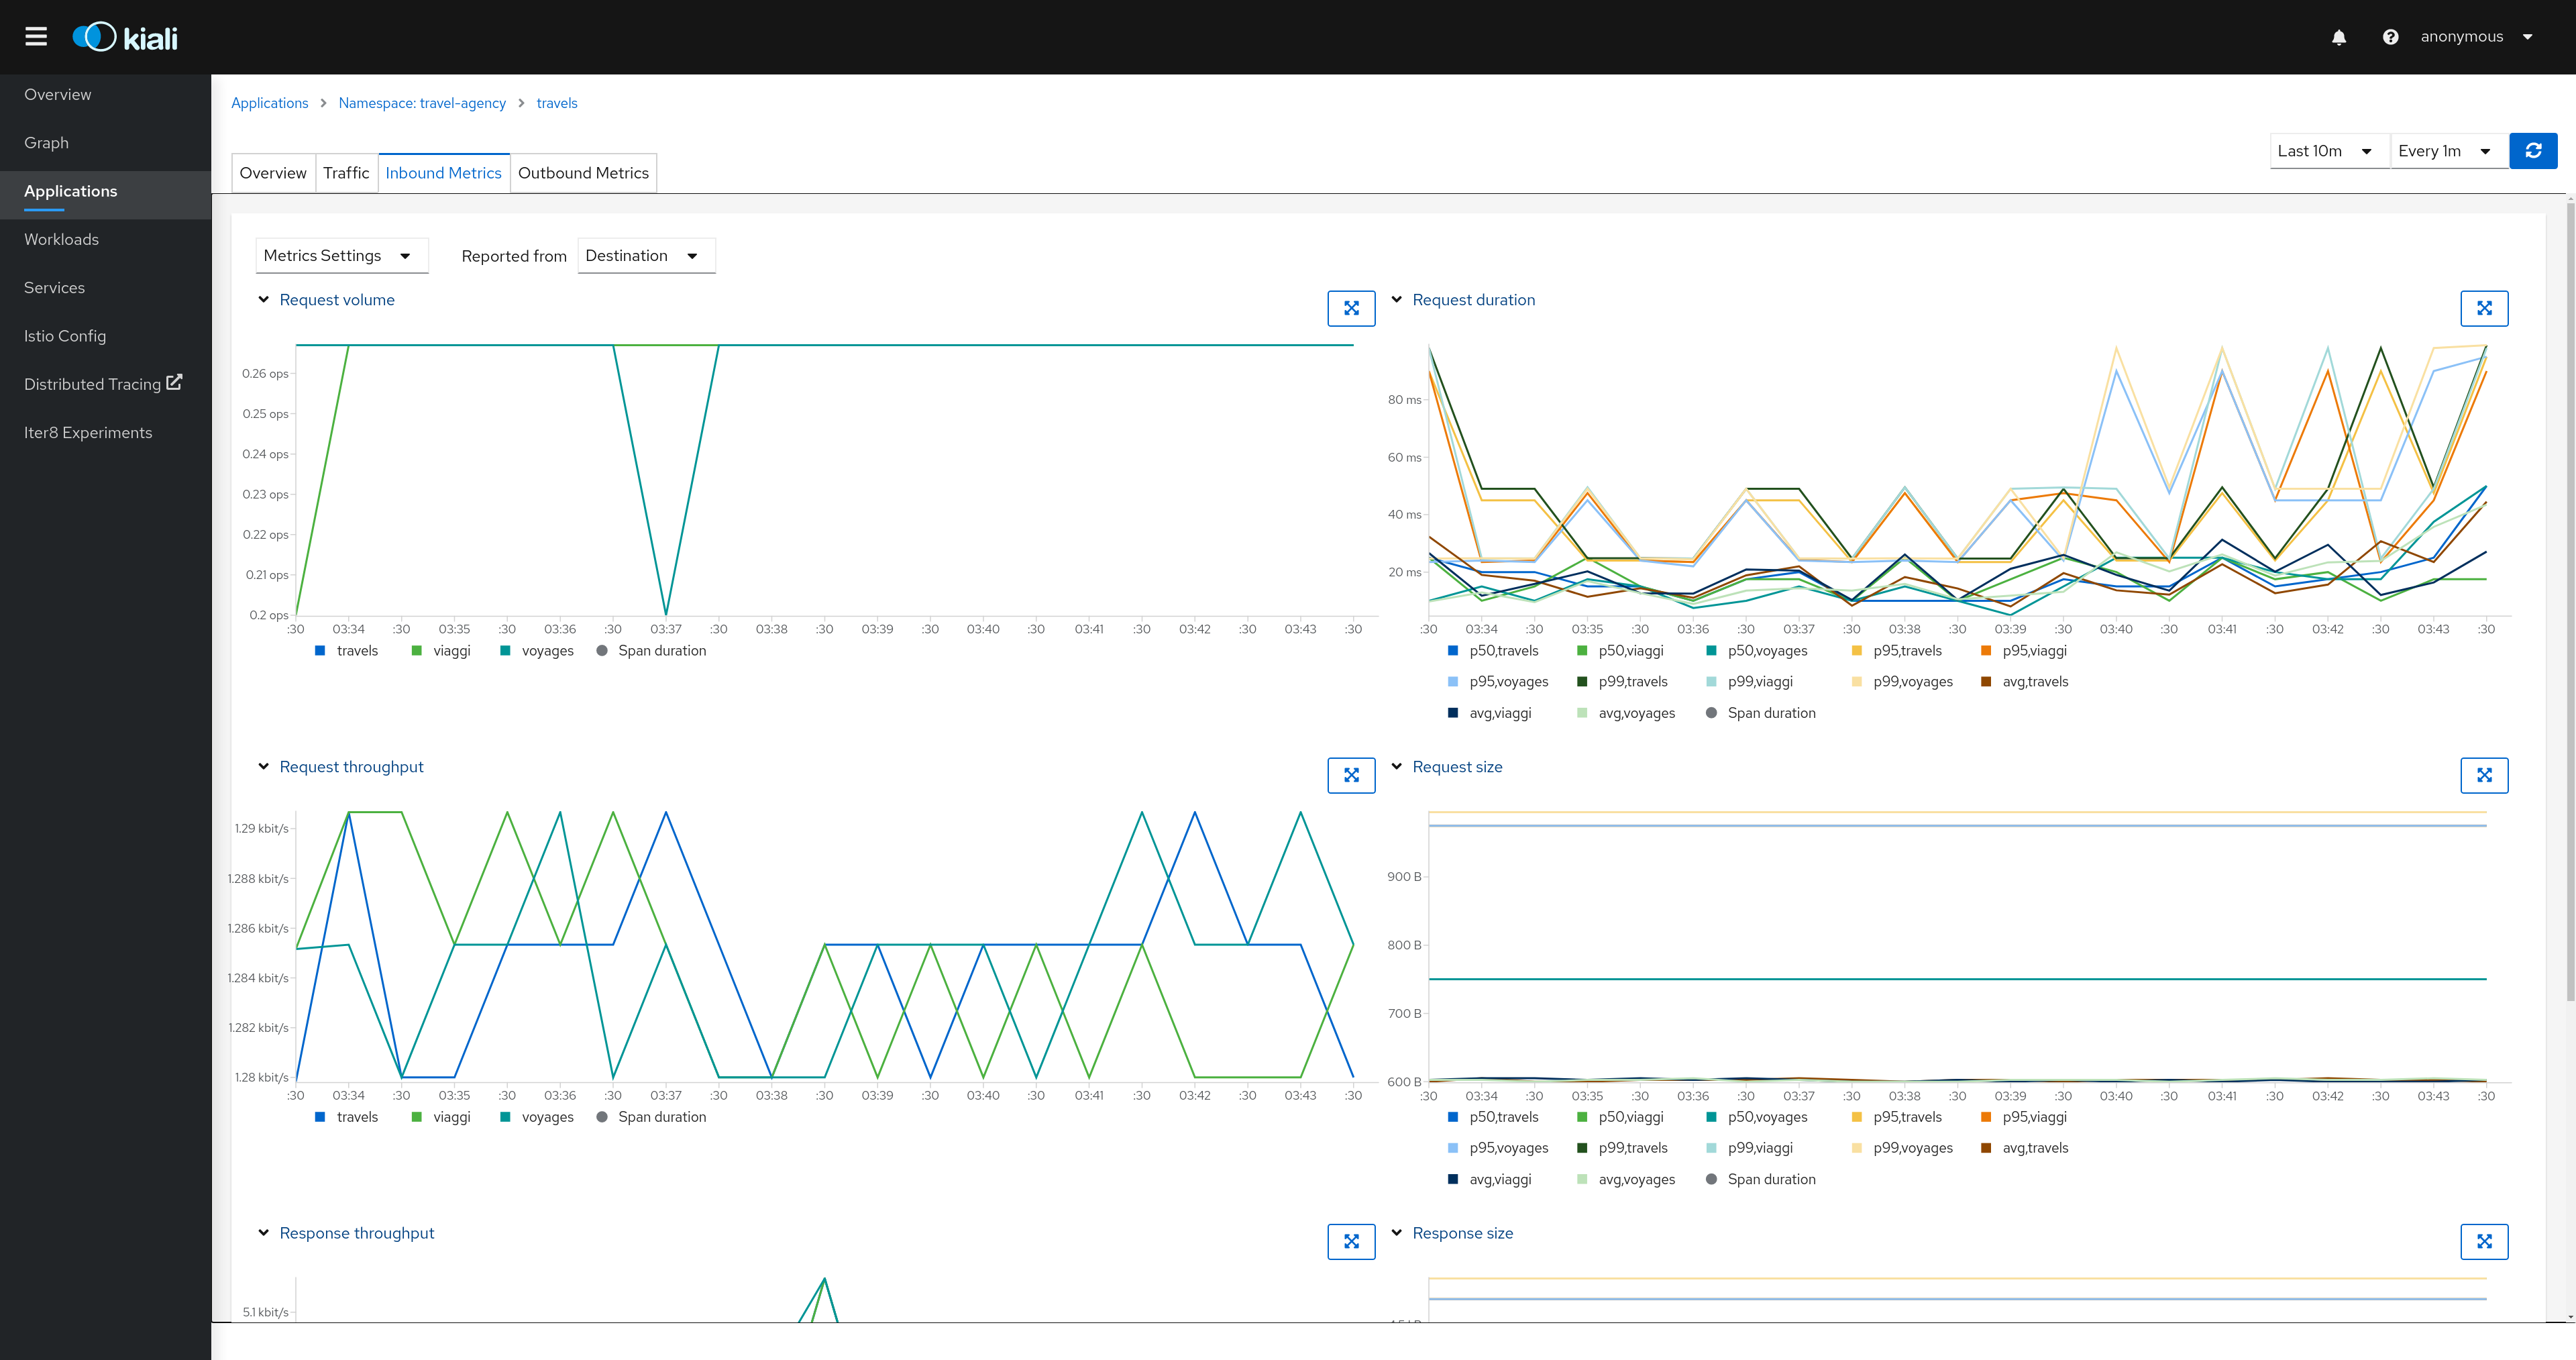 kiali
anonymous
Overview
Graph
Applications
Workloads
Services
Istio Config
Distributed Tracing
Iter8 Experiments
Applications Namespace: travel-agency travels
Last 10m Every 1m
Overview Traffic Inbound Metrics Outbound Metrics
Metrics Settings Reported from Destination
Request volume
0.26 ops
0.25 ops
0.24 ops
0.23 ops
0.22 ops
0.21 ops
0.2 ops
:30 03:34 :30 03:35 :30 03:36 :30 03:37 :30 03:38 :30 03:39 :30 03:40 :30 03:41 :30 03:42 :30 03:43 :30
travels viaggi voyages Span duration
Request duration
80 ms
60 ms
40 ms
20 ms
:30 03:34 :30 03:35 :30 03:36 :30 03:37 :30 03:38 :30 03:39 :30 03:40 :30 03:41 :30 03:42 :30 03:43 :30
p50,travels p50,viaggi p50,voyages p95,travels p95,viaggi
p95,voyages p99,travels p99,viaggi p99,voyages avg,travels
avg,viaggi avg,voyages Span duration
Request throughput
1.29 kbit/s
1.288 kbit/s
1.286 kbit/s
1.284 kbit/s
1.282 kbit/s
1.28 kbit/s
:30 03:34 :30 03:35 :30 03:36 :30 03:37 :30 03:38 :30 03:39 :30 03:40 :30 03:41 :30 03:42 :30 03:43 :30
travels viaggi voyages Span duration
Request size
900 B
800 B
700 B
600 B
:30 03:34 :30 03:35 :30 03:36 :30 03:37 :30 03:38 :30 03:39 :30 03:40 :30 03:41 :30 03:42 :30 03:43 :30
p50,travels p50,viaggi p50,voyages p95,travels p95,viaggi
p95,voyages p99,travels p99,viaggi p99,voyages avg,travels
avg,viaggi avg,voyages Span duration
Response throughput
5.1 kbit/s
Response size